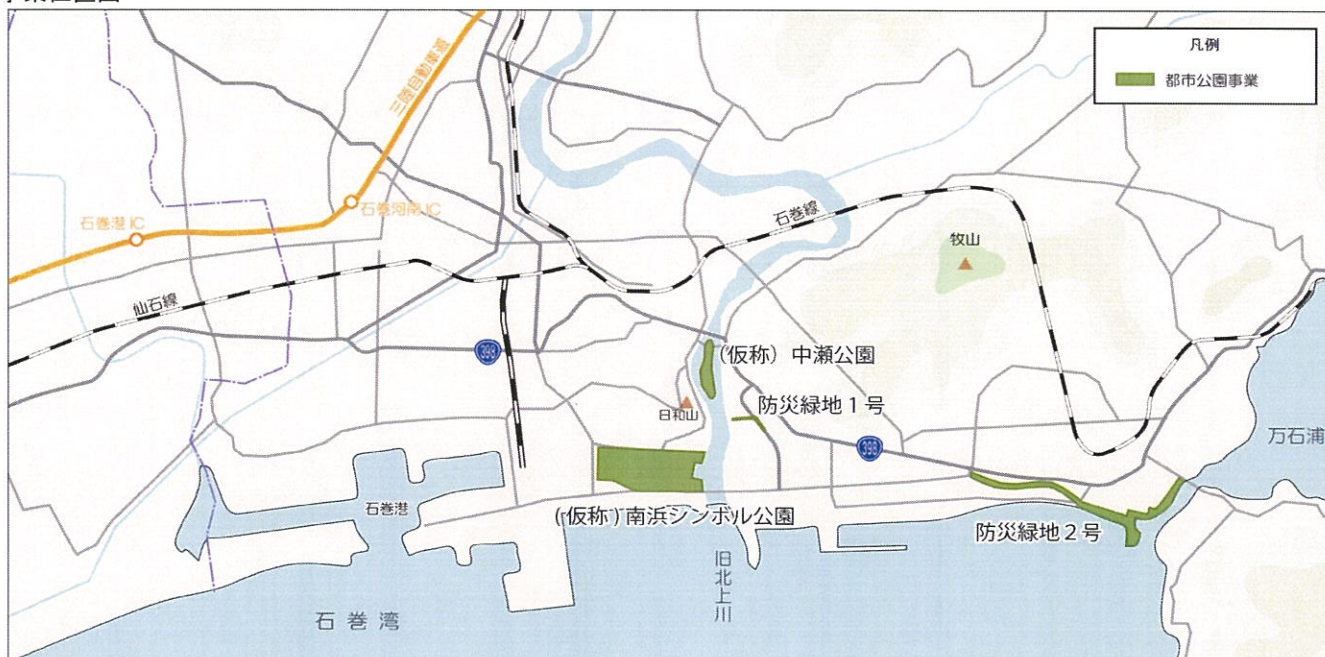 凡例
都市公園事業
三陸自動車道
石巻河南IC
石巻港IC
石巻線
牧山
仙石線
398
(仮称)中瀬公園
日和山
防災緑地1号
398
万石浦
石巻港
(仮称)南浜シンボル公園
防災緑地2号
旧北上川
石巻湾